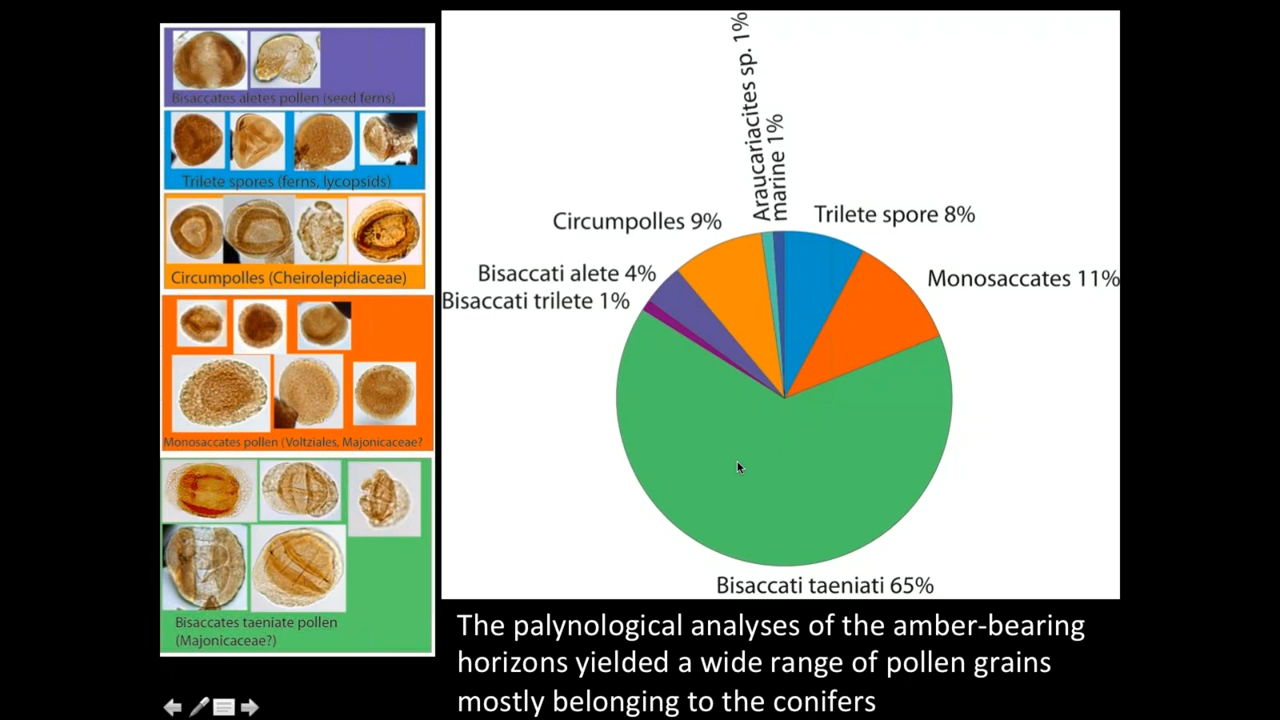 Bisaccates aletes pollen (seed ferns)
Trilete spores (ferns, lycopsids)
Circumpolles (Cheirolepidiaceae)
Monosaccates pollen (Voltziales, Majonicaceae?
Bisaccates taeniate pollen
(Majonicaceae?)
Araucariacites sp. 1%
marine 1%
Trilete spore 8%
Circumpolles 9%
Bisaccati alete 4%
Monosaccates 11%
Bisaccati trilete 1%
Bisaccati taeniati 65%
The palynological analyses of the amber-bearing
horizons yielded a wide range of pollen grains
mostly belonging to the conifers